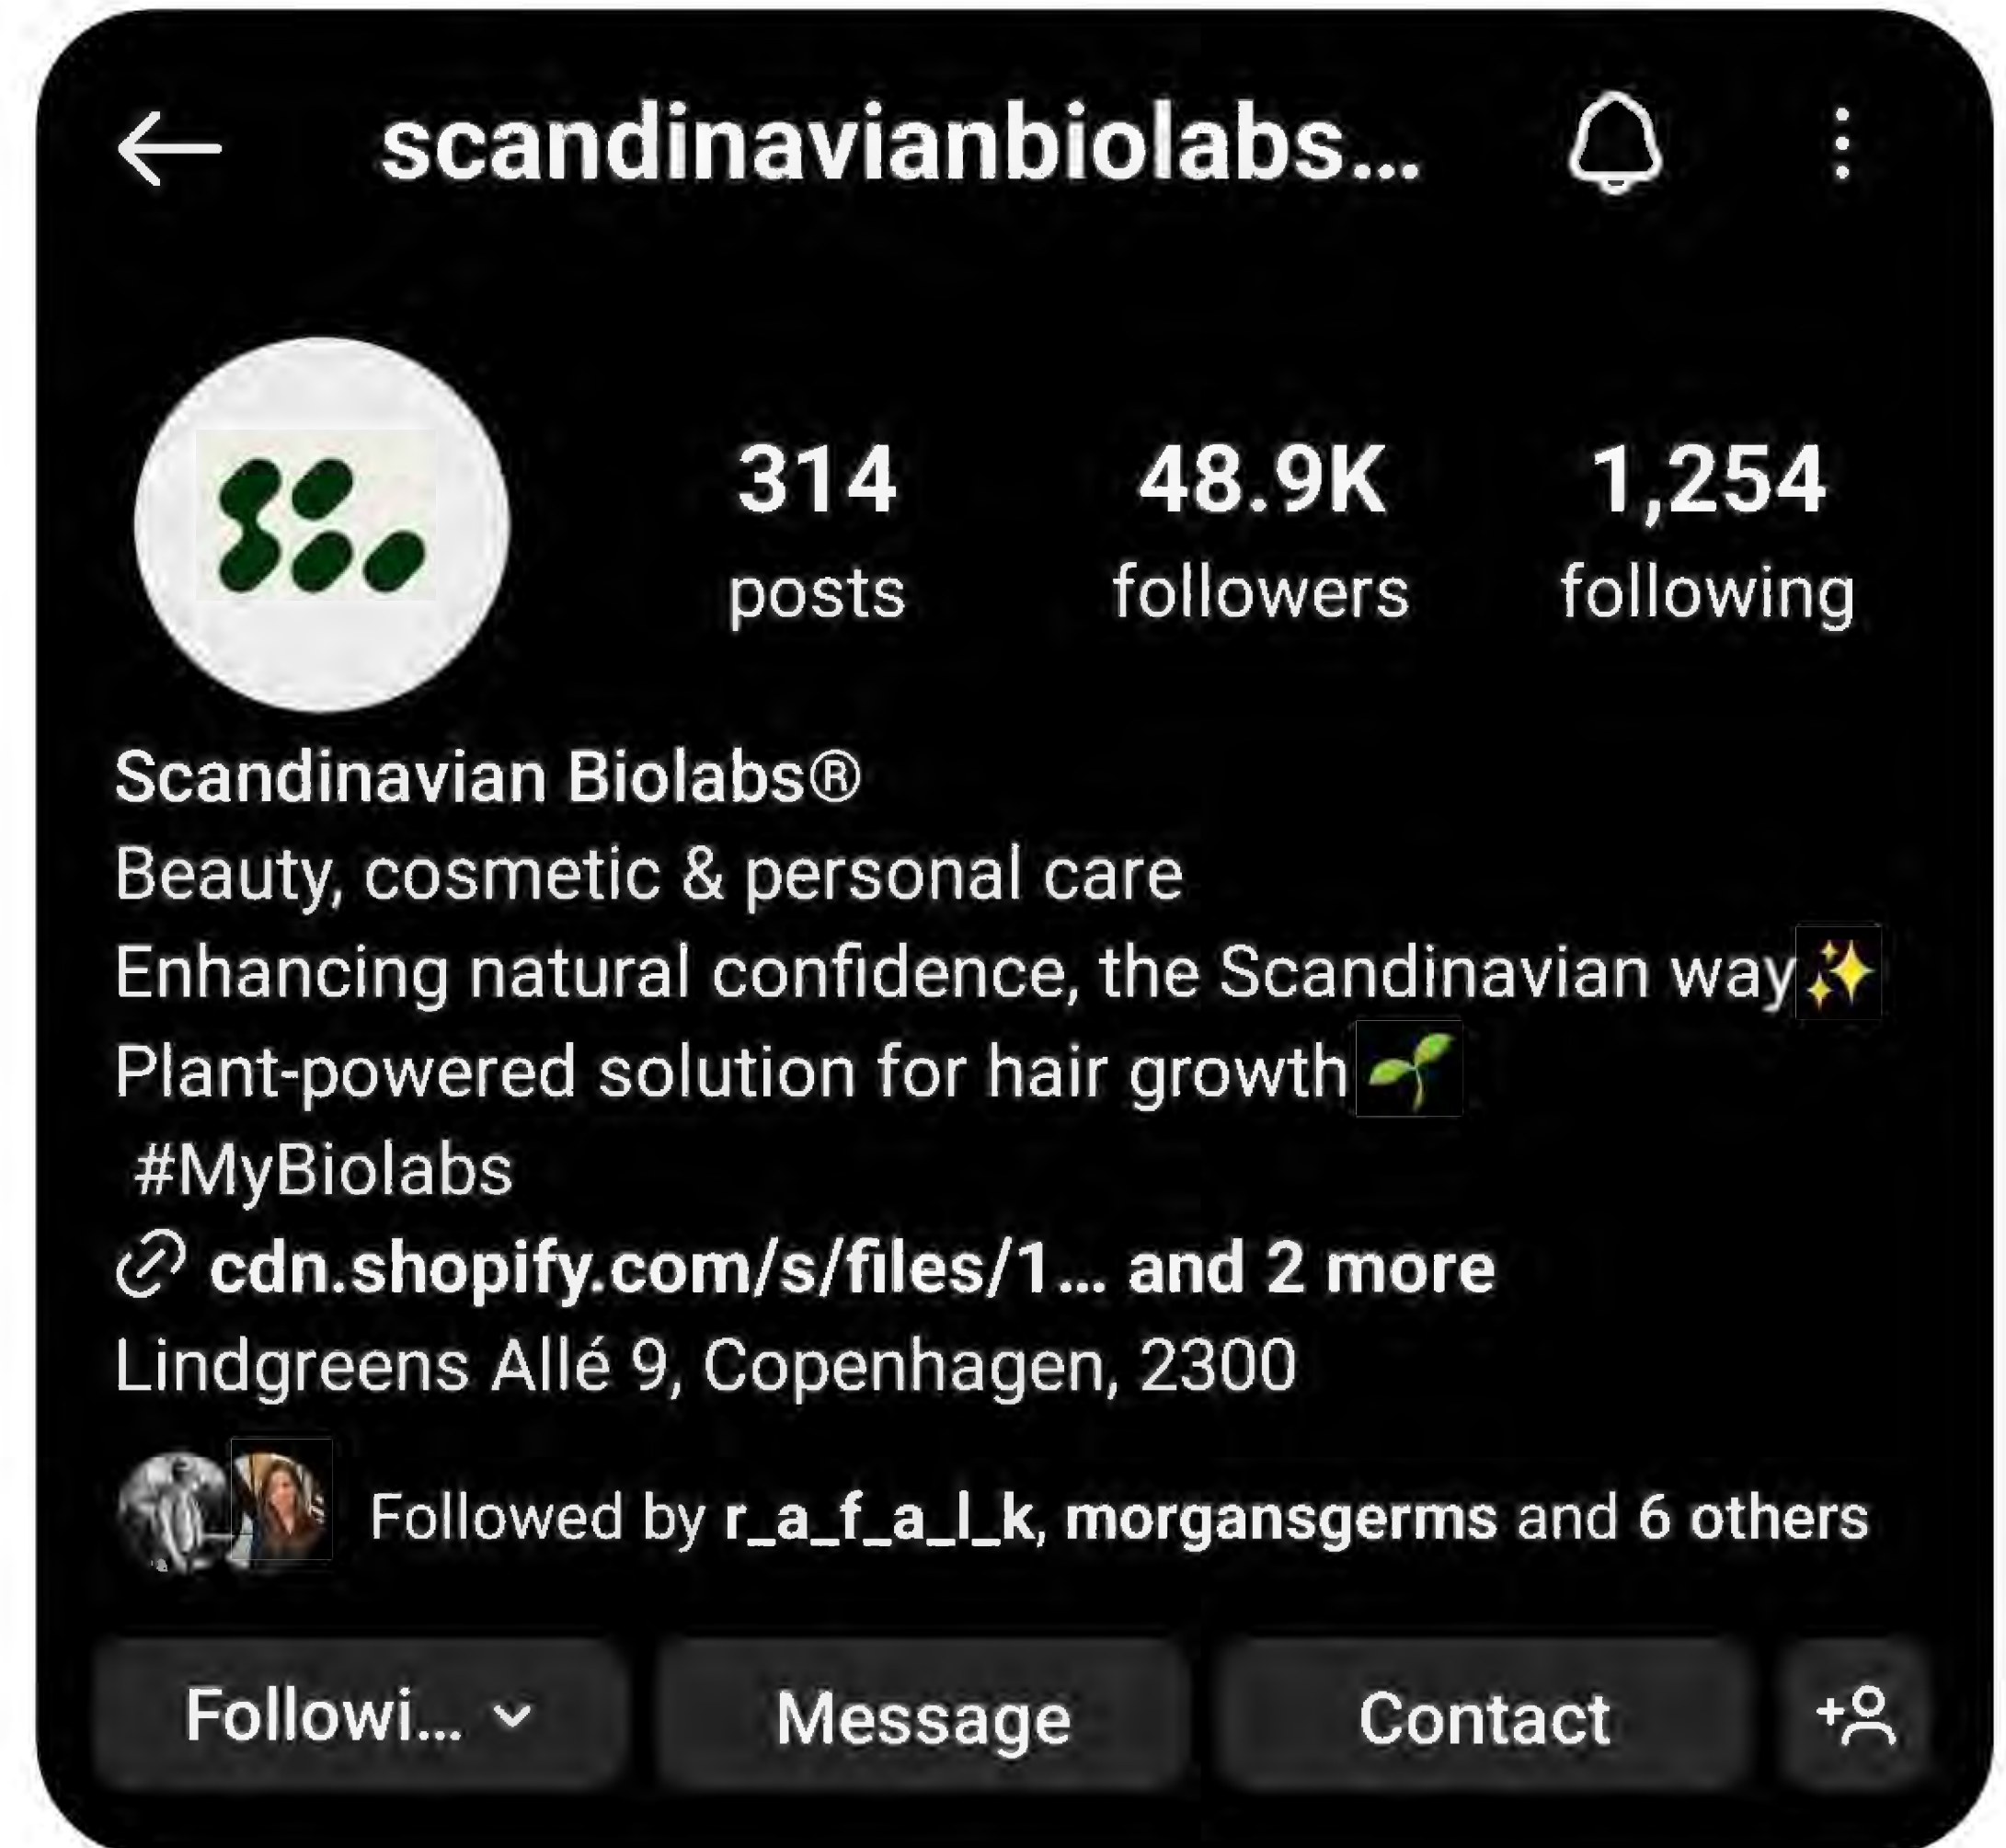 scandinavianbiolabs...
314 48.9K 1,254
posts followers following
Scandinavian Biolabs®
Beauty, cosmetic & personal care
Enhancing natural confidence, the Scandinavian way✨
Plant-powered solution for hair growth🌱
#MyBiolabs
cdn.shopify.com/s/files/1... and 2 more
Lindgreens Allé 9, Copenhagen, 2300
Followed by r_a_f_a_l_k, morgansgerms and 6 others
Followi... Message Contact